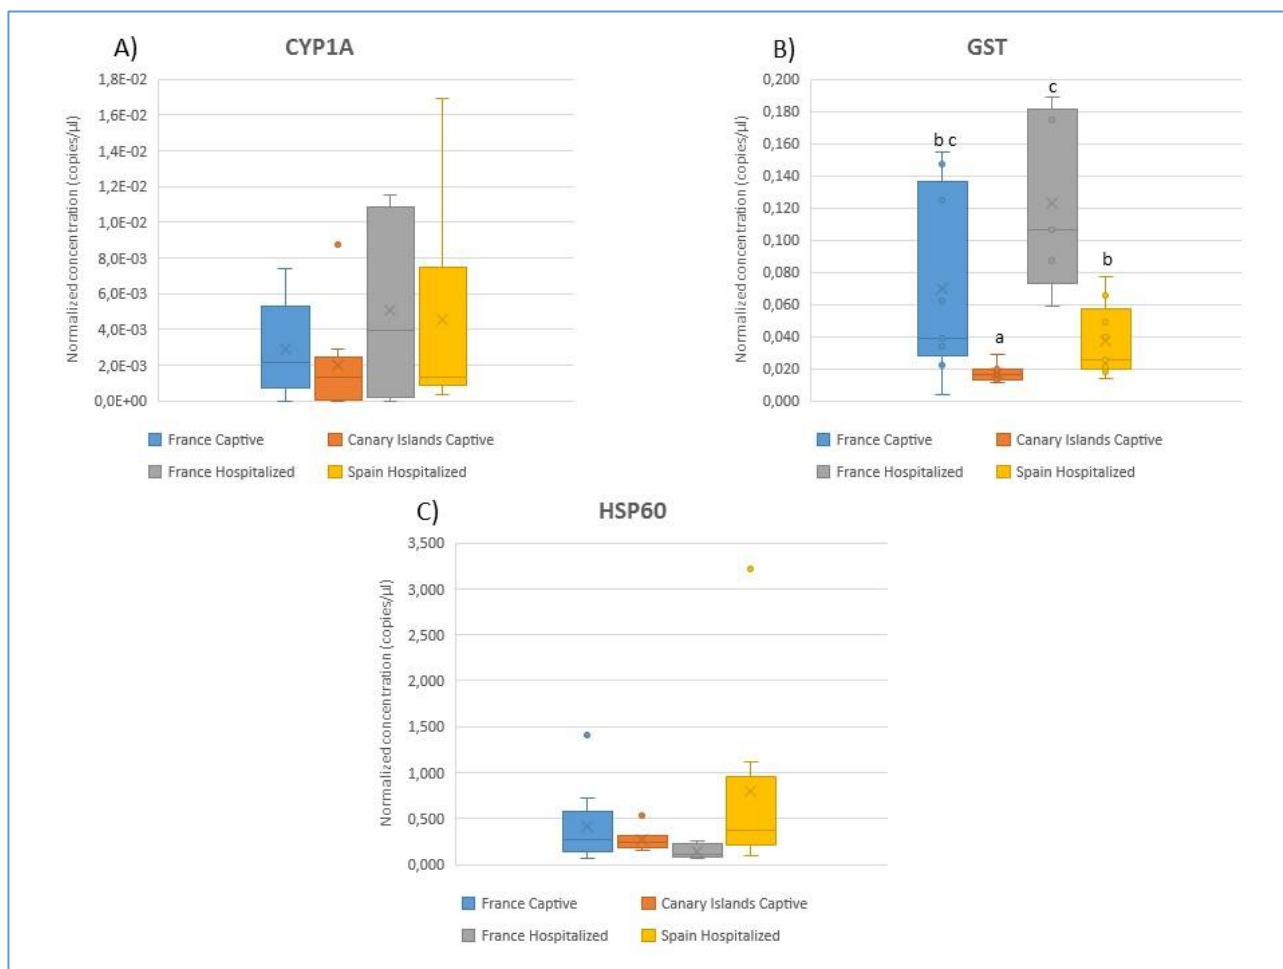 A)
CYP1A
Normalized concentration (copies/µl)
1,8E-02
1,6E-02
1,4E-02
1,2E-02
1,0E-02
8,0E-03
6,0E-03
4,0E-03
2,0E-03
0,0E+00
France Captive
Canary Islands Captive
France Hospitalized
Spain Hospitalized
B)
GST
Normalized concentration (copies/µl)
0,200
0,180
0,160
0,140
0,120
0,100
0,080
0,060
0,040
0,020
0,000
b c
a
c
b
France Captive
Canary Islands Captive
France Hospitalized
Spain Hospitalized
C)
HSP60
Normalized concentration (copies/µl)
3,500
3,000
2,500
2,000
1,500
1,000
0,500
0,000
France Captive
Canary Islands Captive
France Hospitalized
Spain Hospitalized